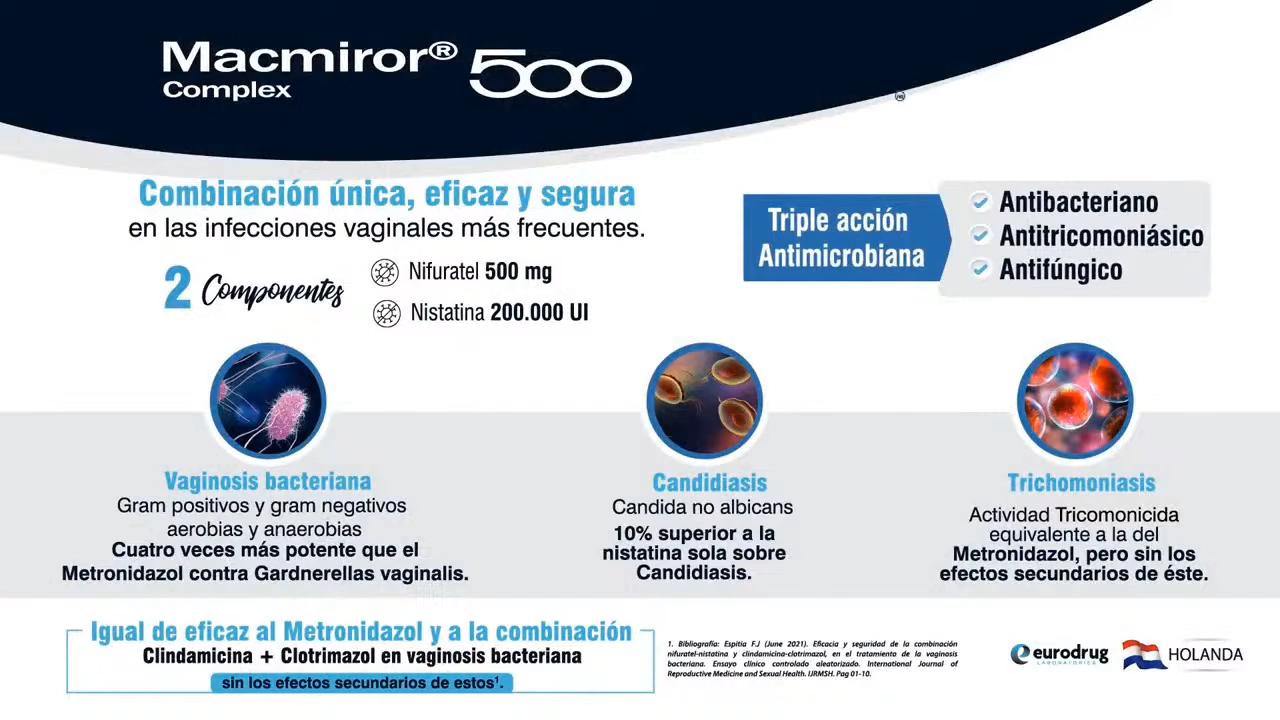 Macmiror® 500
Complex
Combinación única, eficaz y segura
en las infecciones vaginales más frecuentes.
2 Componentes
Nifuratel 500 mg
Nistatina 200.000 UI
Triple acción
Antimicrobiana
Antibacteriano
Antitricomoniásico
Antifúngico
Vaginosis bacteriana
Gram positivos y gram negativos
aerobias y anaerobias
Cuatro veces más potente que el
Metronidazol contra Gardnerellas vaginalis.
Candidiasis
Candida no albicans
10% superior a la
nistatina sola sobre
Candidiasis.
Trichomoniasis
Actividad Tricomonicida
equivalente a la del
Metronidazol, pero sin los
efectos secundarios de éste.
Igual de eficaz al Metronidazol y a la combinación
Clindamicina + Clotrimazol en vaginosis bacteriana
sin los efectos secundarios de estos¹.
1. Bibliografía: Espitia F.J (June 2021). Eficacia y seguridad de la combinación
nifuratel-nistatina y clindamicina-clotrimazol, en el tratamiento de la vaginosis
bacteriana. Ensayo clínico controlado aleatorizado. International Journal of
Reproductive Medicine and Sexual Health. IJRMSH. Pag 01-10.
eurodrug
LABORATORIES
HOLANDA